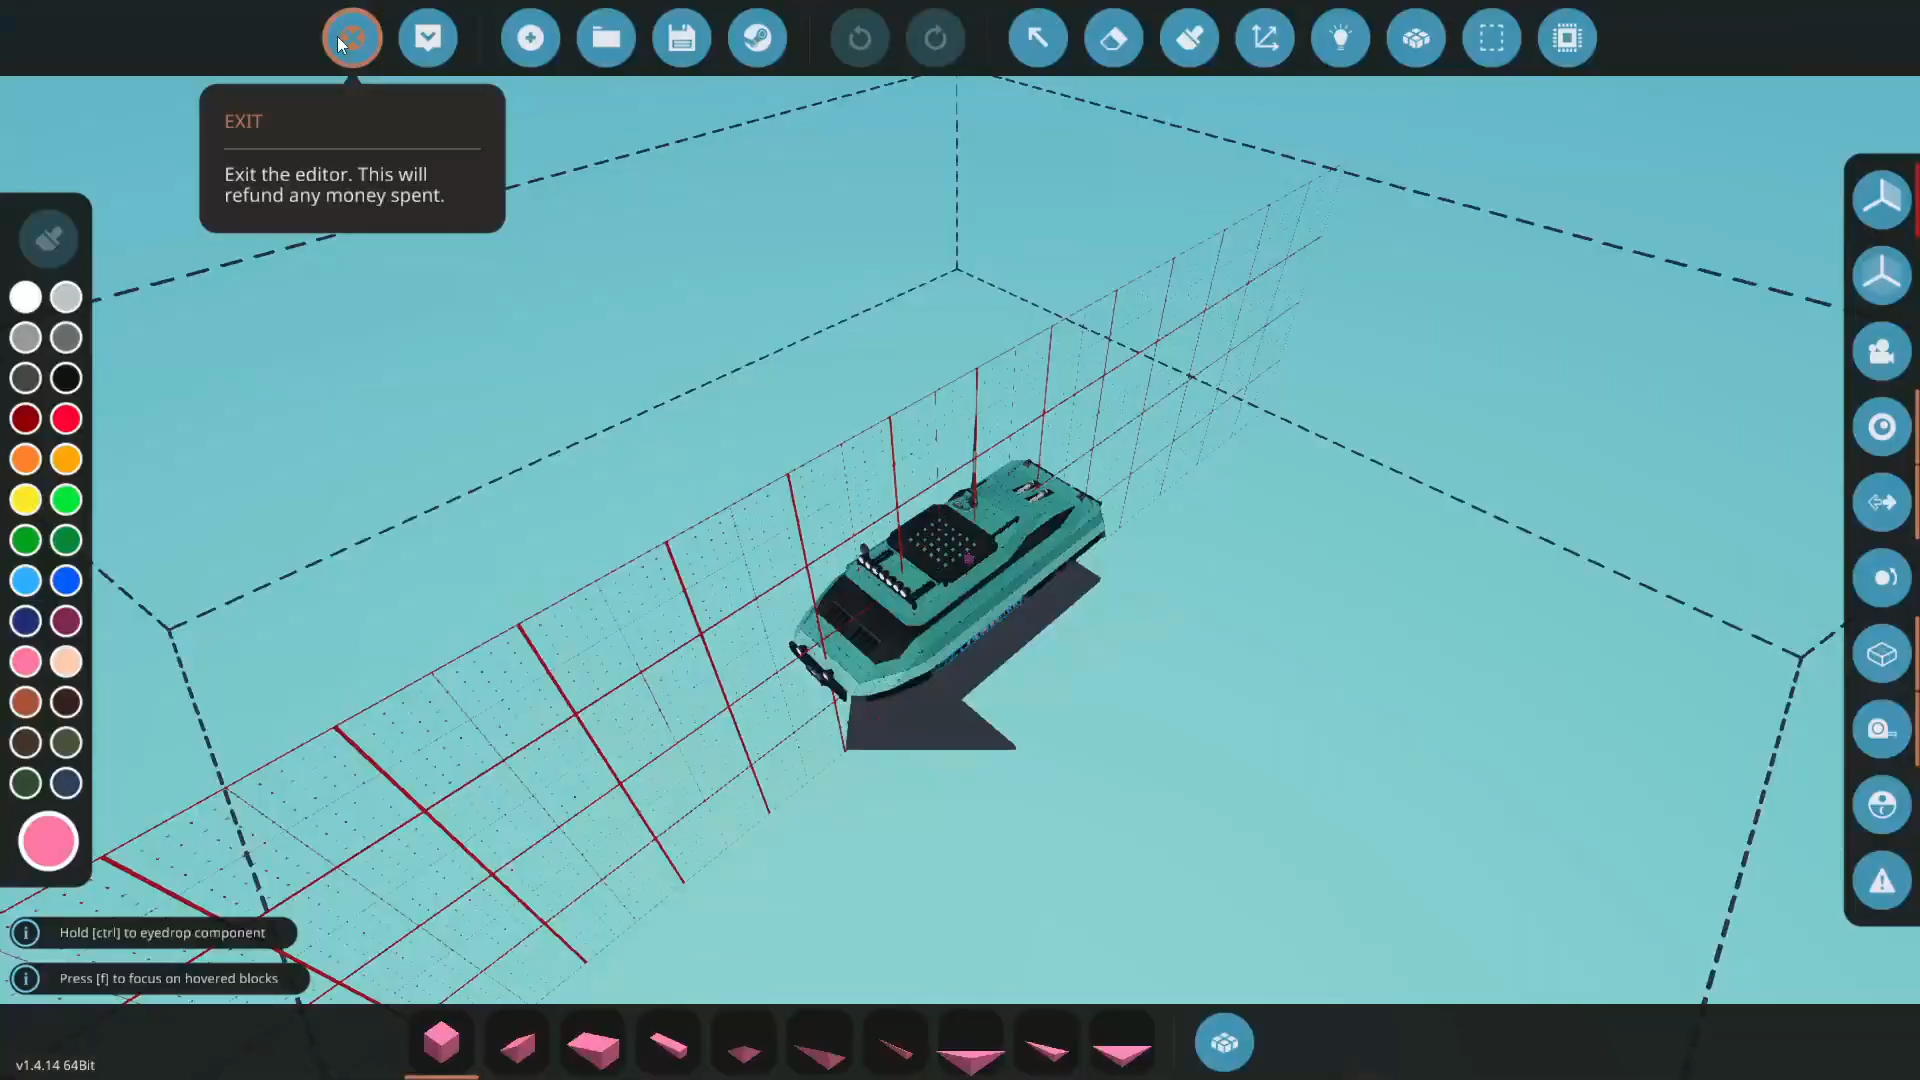 EXIT
Exit the editor. This will
refund any money spent.
Hold [ctrl] to eyedrop component
Press [f] to focus on hovered blocks
v1.4.14 64Bit